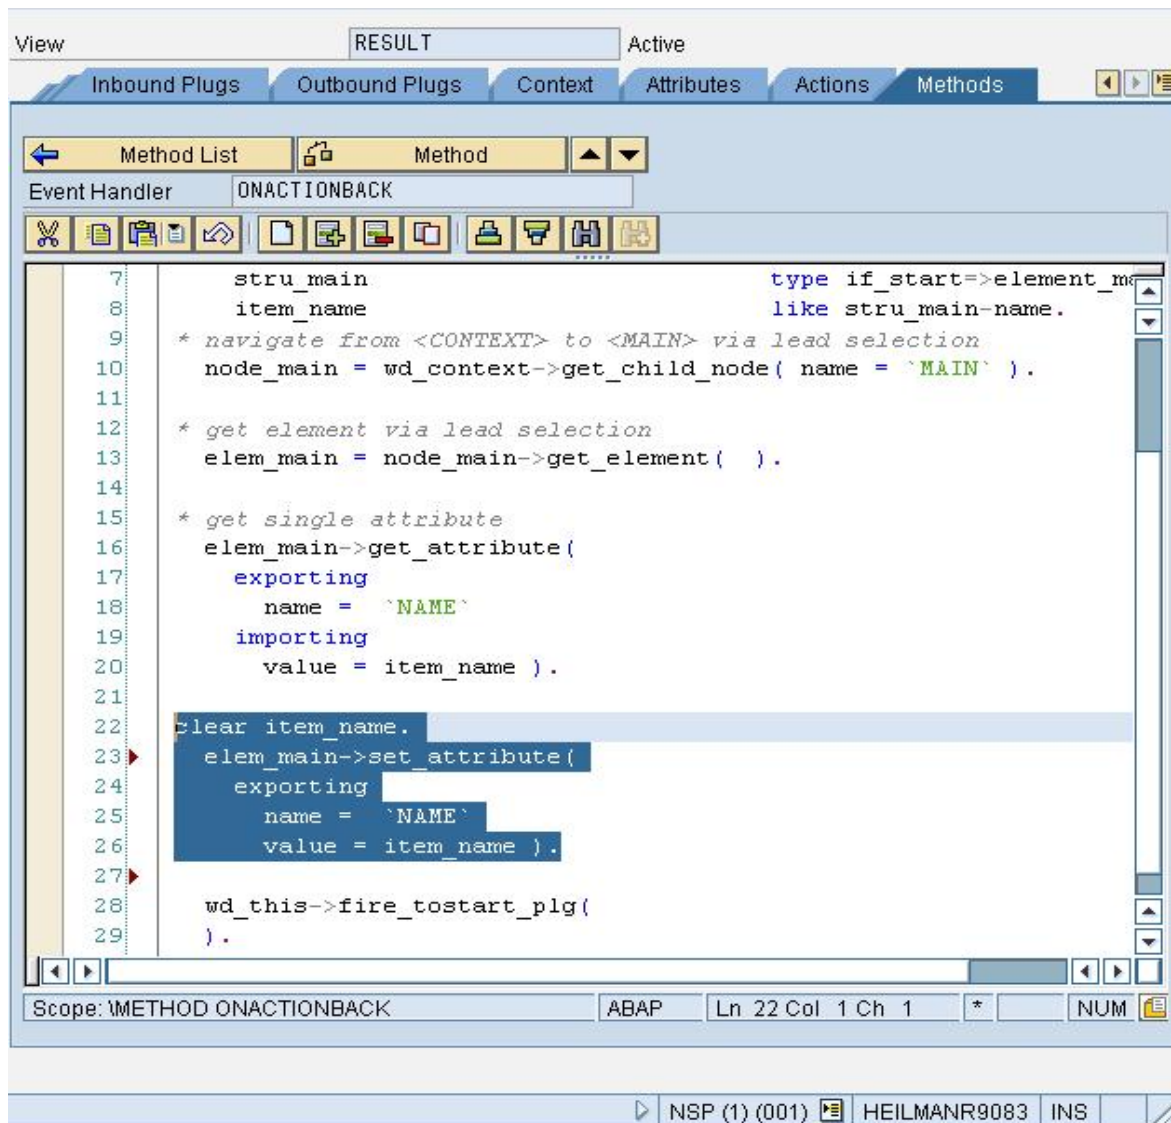 View RESULT Active
Inbound Plugs Outbound Plugs Context Attributes Actions Methods
Method List Method
Event Handler ONACTIONBACK
7 stru_main type if_start=>element_m
8 item_name like stru_main-name.
9 * navigate from <CONTEXT> to <MAIN> via lead selection
10 node_main = wd_context->get_child_node( name = `MAIN` ).
11
12 * get element via lead selection
13 elem_main = node_main->get_element(  ).
14
15 * get single attribute
16 elem_main->get_attribute(
17 exporting
18 name =  `NAME`
19 importing
20 value = item_name ).
21
22 clear item_name.
23 elem_main->set_attribute(
24 exporting
25 name =  `NAME`
26 value = item_name ).
27
28 wd_this->fire_tostart_plg(
29 ).
Scope: \METHOD ONACTIONBACK ABAP Ln 22 Col 1 Ch 1 * NUM
NSP (1) (001) HEILMANR9083 INS